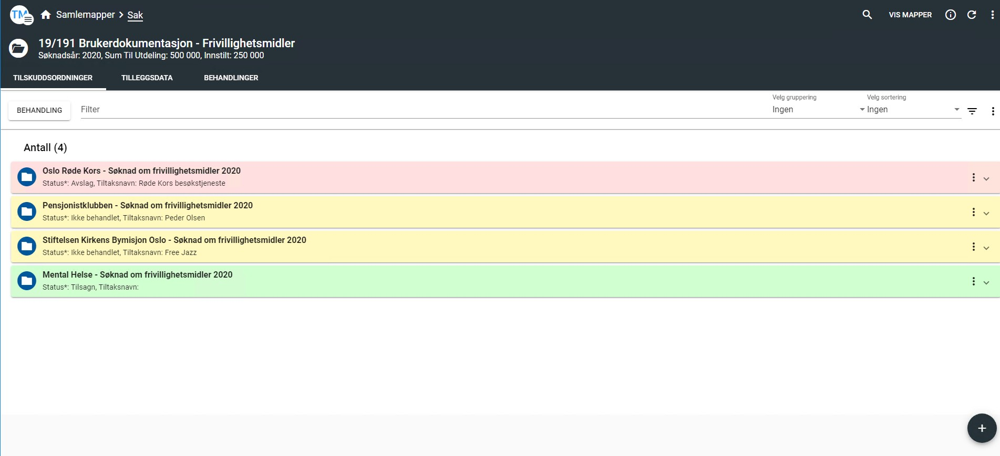 TM
Samlemapper > Sak
VIS MAPPER
19/191 Brukerdokumentasjon - Frivillighetsmidler
Søknadsår: 2020, Sum Til Utdeling: 500 000, Innstilt: 250 000
TILSKUDDSORDNINGER TILLEGGSDATA BEHANDLINGER
BEHANDLING
Filter
Velg gruppering
Ingen
Velg sortering
Ingen
Antall (4)
Oslo Røde Kors - Søknad om frivillighetsmidler 2020
Status*: Avslag, Tiltaksnavn: Røde Kors besøkstjeneste
Pensjonistklubben - Søknad om frivillighetsmidler 2020
Status*: Ikke behandlet, Tiltaksnavn: Peder Olsen
Stiftelsen Kirkens Bymisjon Oslo - Søknad om frivillighetsmidler 2020
Status*: Ikke behandlet, Tiltaksnavn: Free Jazz
Mental Helse - Søknad om frivillighetsmidler 2020
Status*: Tilsagn, Tiltaksnavn: